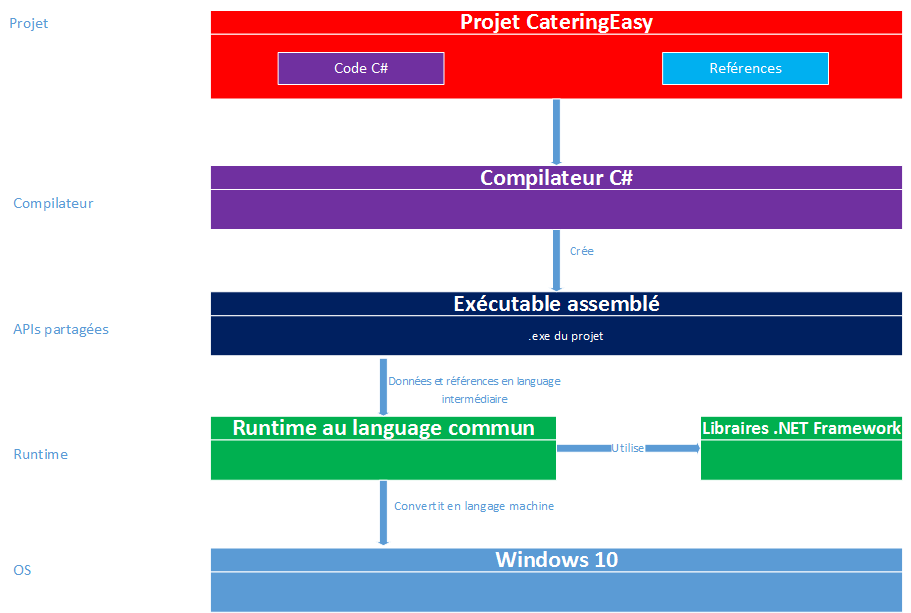 Projet
Projet CateringEasy
Code C#
Reférences
Compilateur C#
Compilateur
Crée
Exécutable assemblé
APIs partagées
.exe du projet
Données et références en language
intermédiaire
Runtime au language commun
Libraires .NET Framework
Utilise
Runtime
Convertit en langage machine
Windows 10
OS